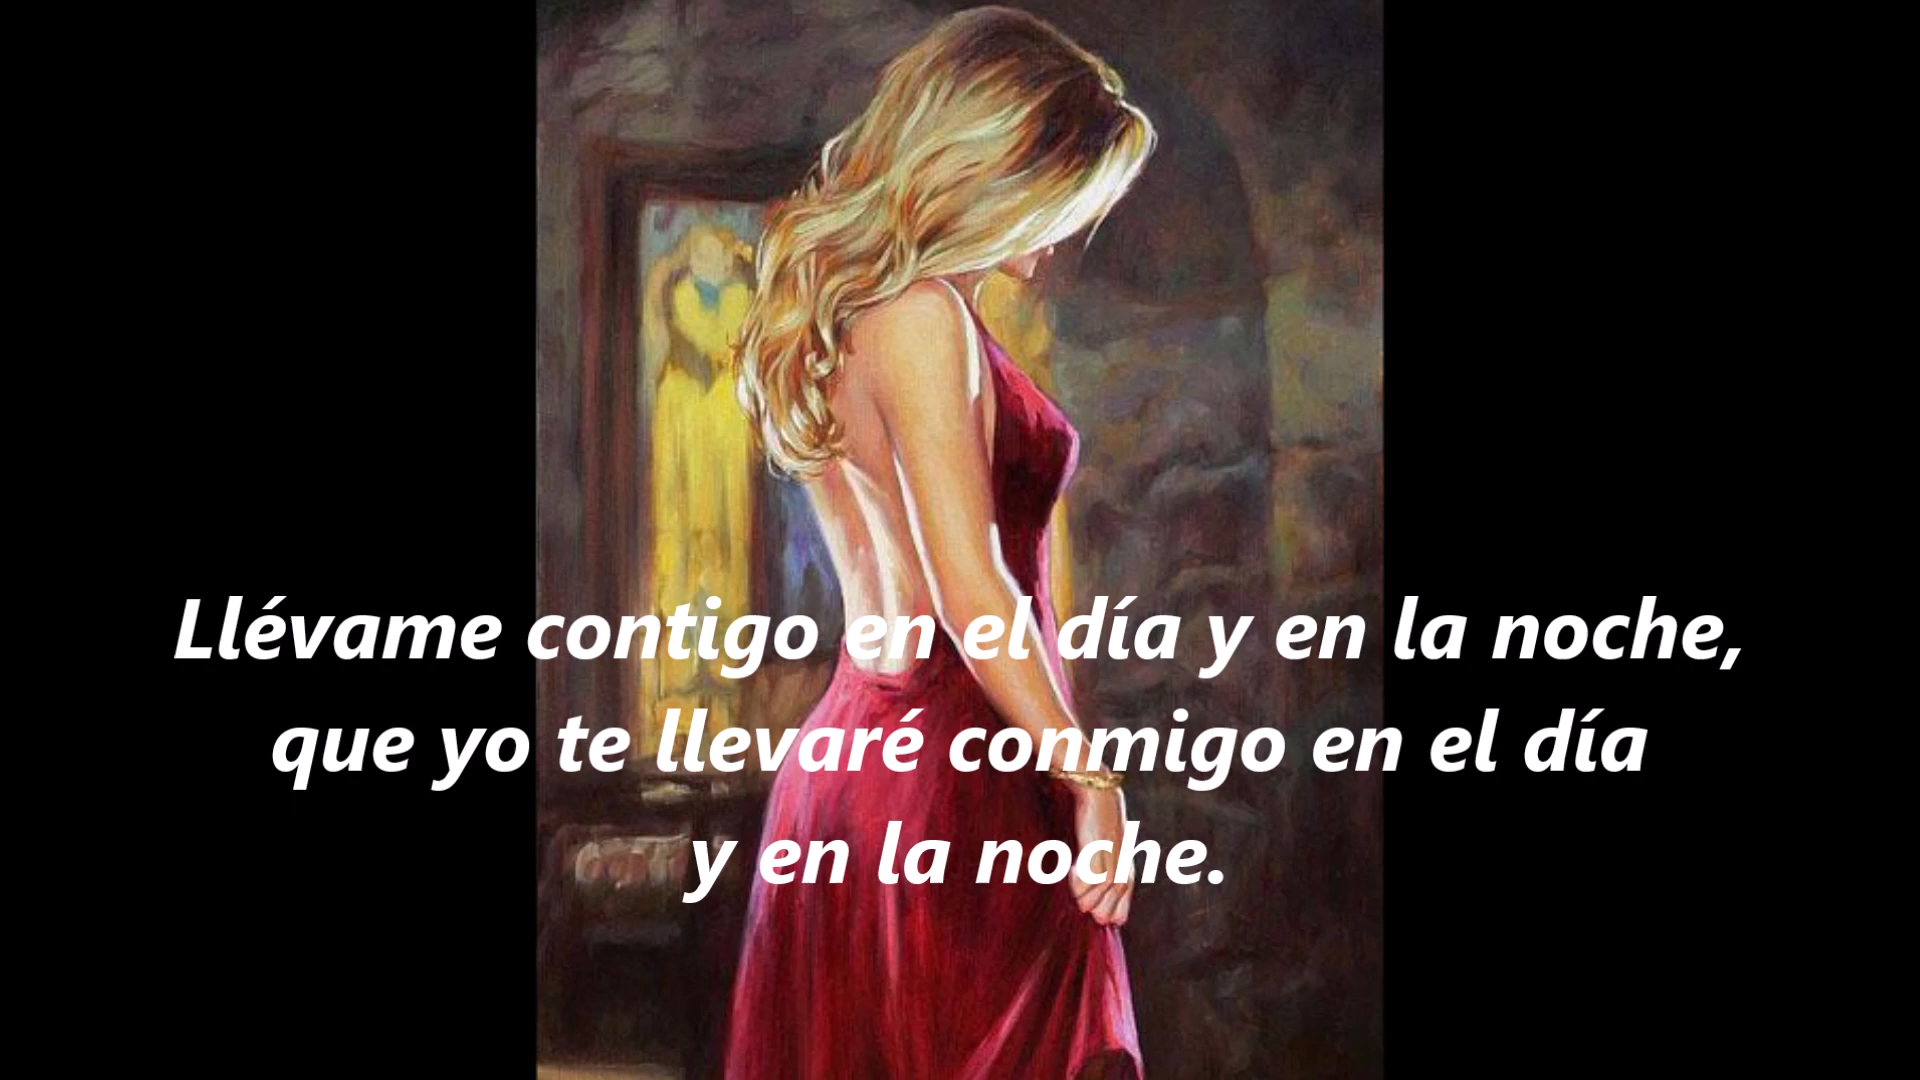 Llévame contigo en el día y en la noche,
que yo te llevaré conmigo en el día
y en la noche.